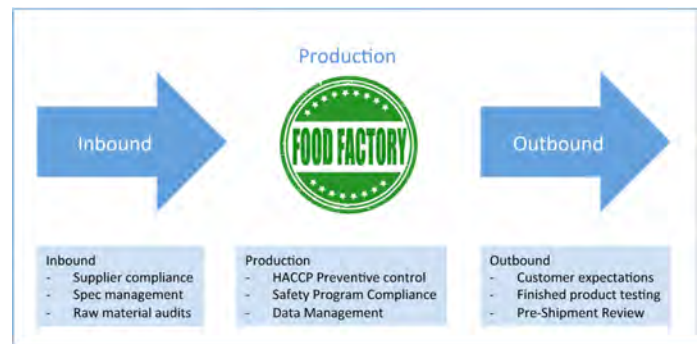 Production
Inbound
FOOD FACTORY
Outbound
Inbound
- Supplier compliance
- Spec management
- Raw material audits
Production
- HACCP Preventive control
- Safety Program Compliance
- Data Management
Outbound
- Customer expectations
- Finished product testing
- Pre-Shipment Review